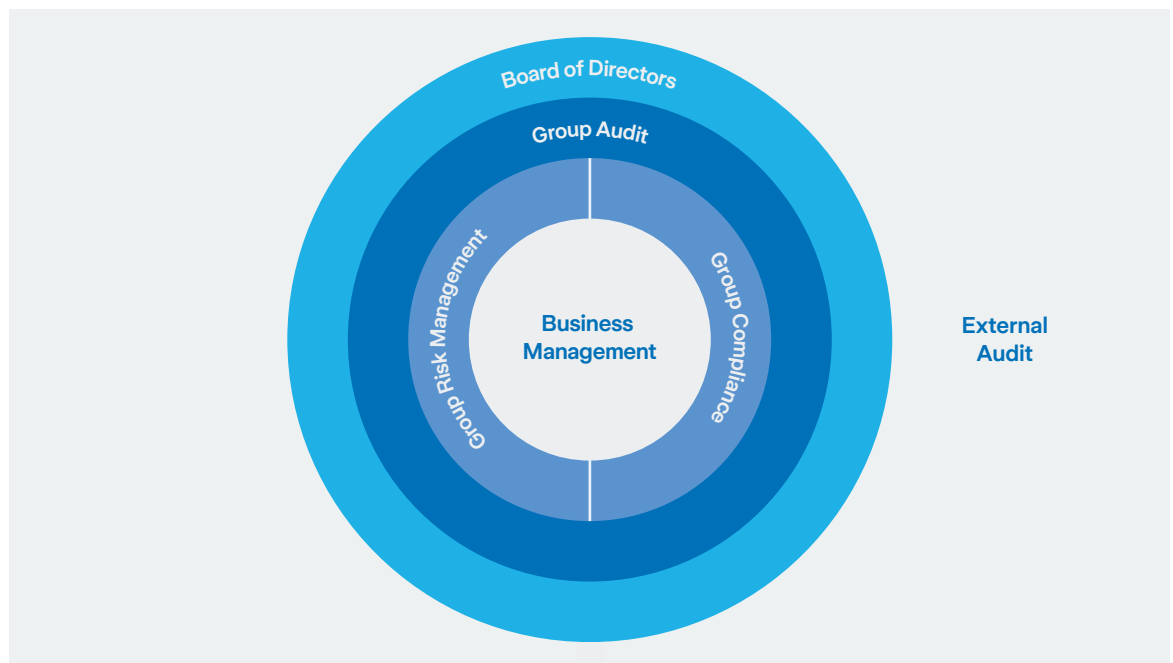 Board of Directors
Group Audit
Group Risk Management
Group Compliance
Business
Management
External
Audit